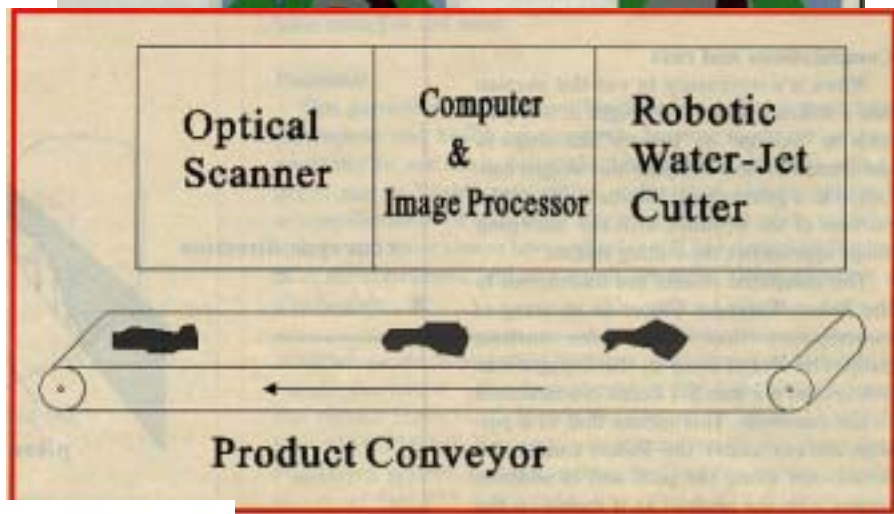 Optical
Scanner
Computer
&
Image Processor
Robotic
Water-Jet
Cutter
Product Conveyor